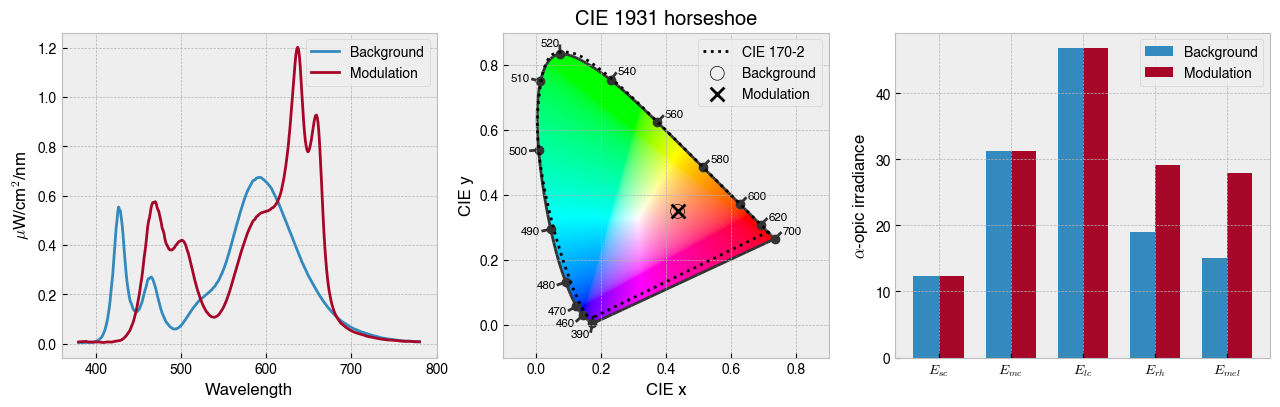 Background
Modulation
1.2
1.0
0.8
0.6
0.4
0.2
0.0
400
500
600
700
800
Wavelength
μW/cm²/nm
CIE 1931 horseshoe
CIE 170-2
Background
Modulation
520
510
540
560
500
580
600
620
700
490
480
470
460
390
0.8
0.6
0.4
0.2
0.0
0.0
0.2
0.4
0.6
0.8
CIE x
CIE y
Background
Modulation
40
30
20
10
0
E_sc
E_mc
E_lc
E_rh
E_mel
α-opic irradiance